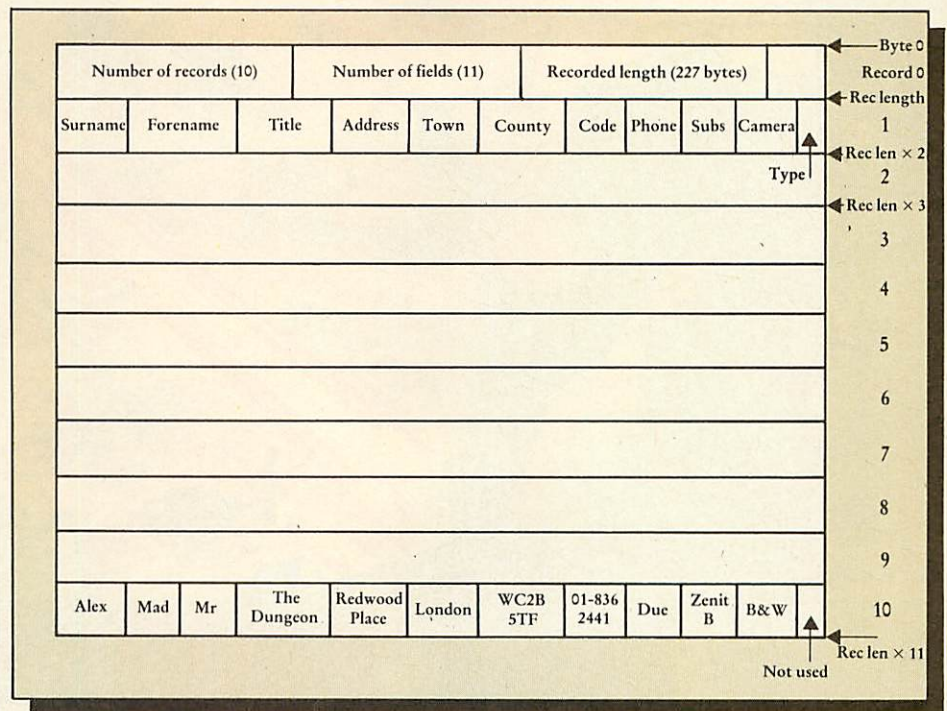 Byte 0
Number of records (10) Number of fields (11) Recorded length (227 bytes) Record 0
Rec length
Surname Forename Title Address Town County Code Phone Subs Camera 1
Rec len × 2
Type 2
Rec len × 3
3
4
5
6
7
8
9
Alex Mad Mr The Dungeon Redwood Place London WC2B 5TF 01-836 2441 Due Zenit B B&W 10
Rec len × 11
Not used